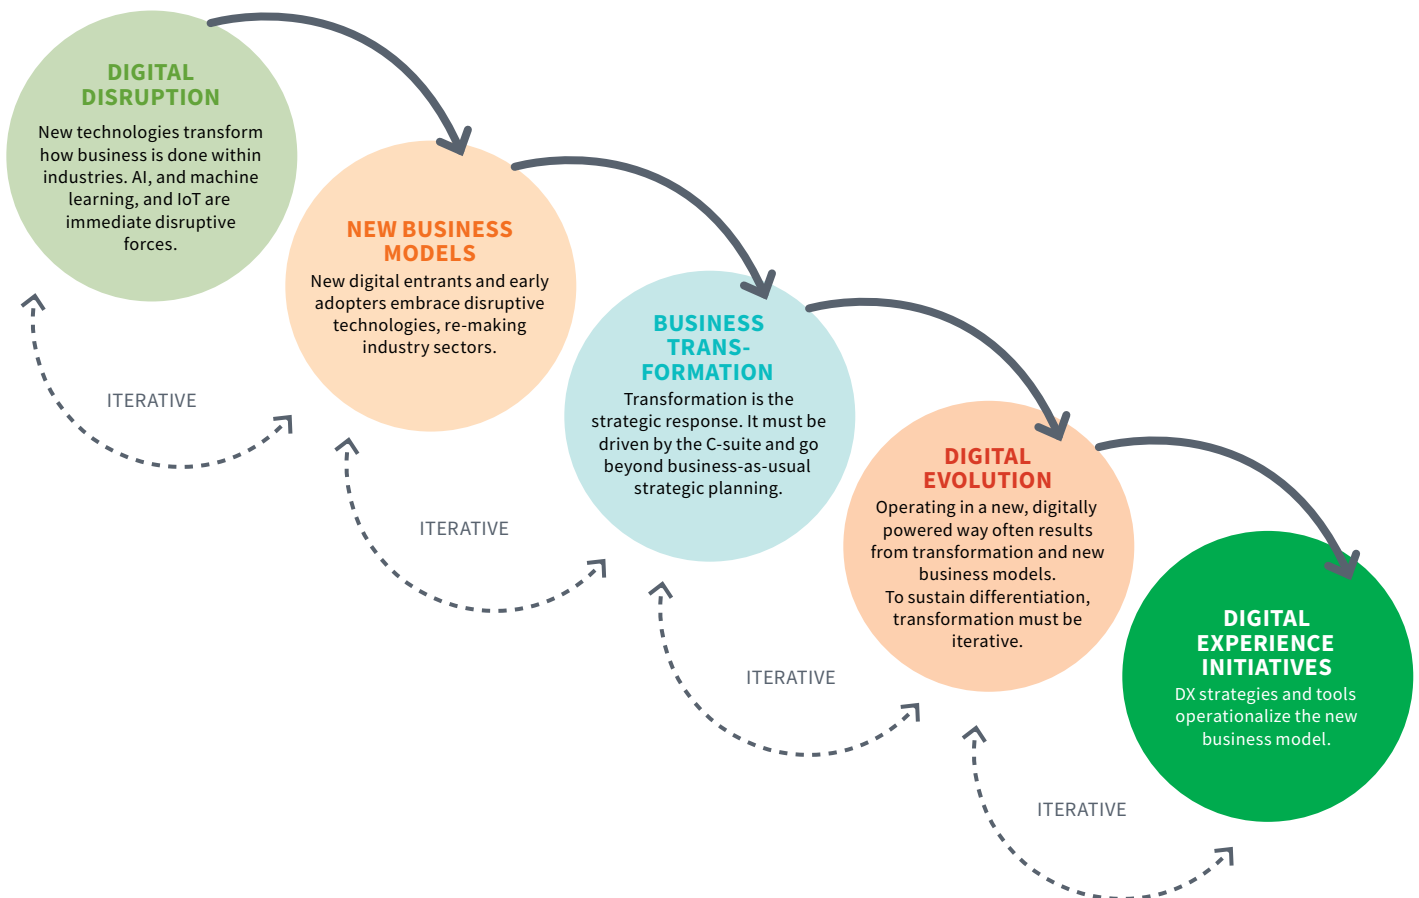 DIGITAL
DISRUPTION
New technologies transform
how business is done within
industries. AI, and machine
learning, and IoT are
immediate disruptive
forces.
ITERATIVE
NEW BUSINESS
MODELS
New digital entrants and early
adopters embrace disruptive
technologies, re-making
industry sectors.
ITERATIVE
BUSINESS
TRANS-
FORMATION
Transformation is the
strategic response. It must be
driven by the C-suite and go
beyond business-as-usual
strategic planning.
ITERATIVE
DIGITAL
EVOLUTION
Operating in a new, digitally
powered way often results
from transformation and new
business models.
To sustain differentiation,
transformation must be
iterative.
ITERATIVE
DIGITAL
EXPERIENCE
INITIATIVES
DX strategies and tools
operationalize the new
business model.